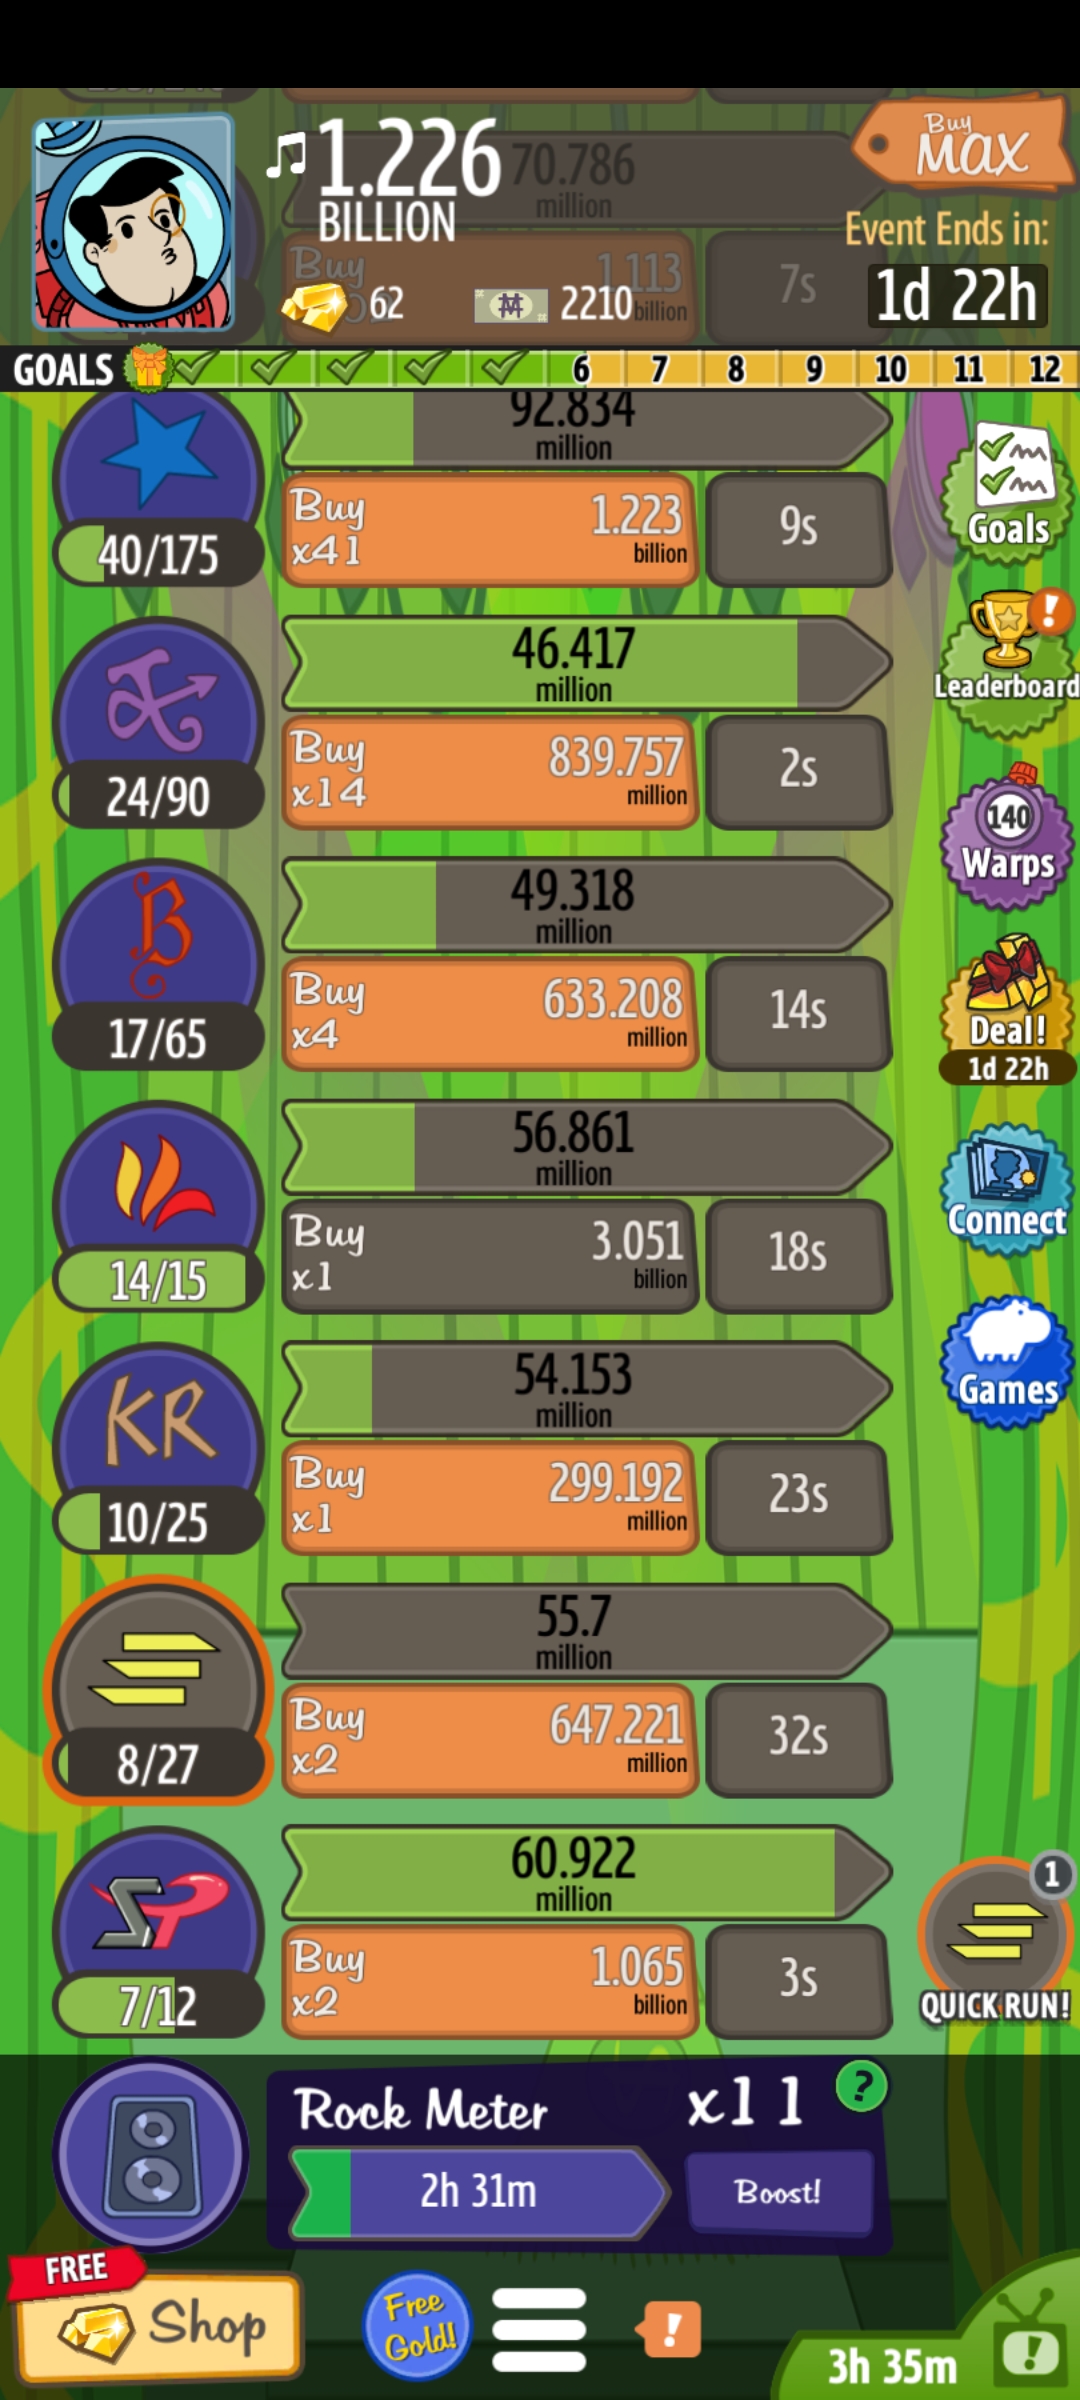 1.226
BILLION
70.786
million
Buy
MAX
Event Ends in:
1d 22h
Buy
1.113
billion
7s
62
2210
GOALS
6 7 8 9 10 11 12
92.834
million
40/175
Buy
x41
1.223
billion
9s
Goals
46.417
million
24/90
Buy
x14
839.757
million
2s
Leaderboard
49.318
million
17/65
Buy
x4
633.208
million
14s
140
Warps
Deal!
1d 22h
56.861
million
14/15
Buy
x1
3.051
billion
18s
Connect
54.153
million
KR
10/25
Buy
x1
299.192
million
23s
Games
55.7
million
8/27
Buy
x2
647.221
million
32s
60.922
million
7/12
Buy
x2
1.065
billion
3s
1
QUICK RUN!
Rock Meter
x11
?
2h 31m
Boost!
FREE
Shop
Free
Gold!
!
3h 35m
!